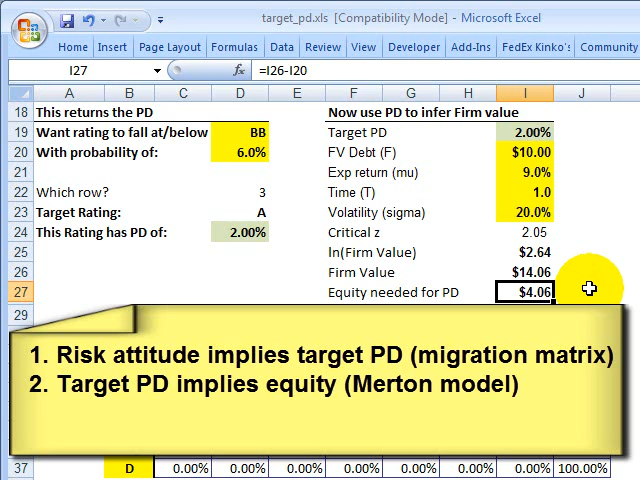 target_pd.xls [Compatibility Mode] - Microsoft Excel
Home Insert Page Layout Formulas Data Review View Developer Add-Ins FedEx Kinko's Community
I27 fx =I26-I20
A B C D E F G H I J
18 This returns the PD Now use PD to infer Firm value
19 Want rating to fall at/below BB Target PD 2.00%
20 With probability of: 6.0% FV Debt (F) $10.00
21 Exp return (mu) 9.0%
22 Which row? 3 Time (T) 1.0
23 Target Rating: A Volatility (sigma) 20.0%
24 This Rating has PD of: 2.00% Critical z 2.05
25 ln(Firm Value) $2.64
26 Firm Value $14.06
27 Equity needed for PD $4.06
29
1. Risk attitude implies target PD (migration matrix)
2. Target PD implies equity (Merton model)
37 D 0.00% 0.00% 0.00% 0.00% 0.00% 0.00% 0.00% 100.00%